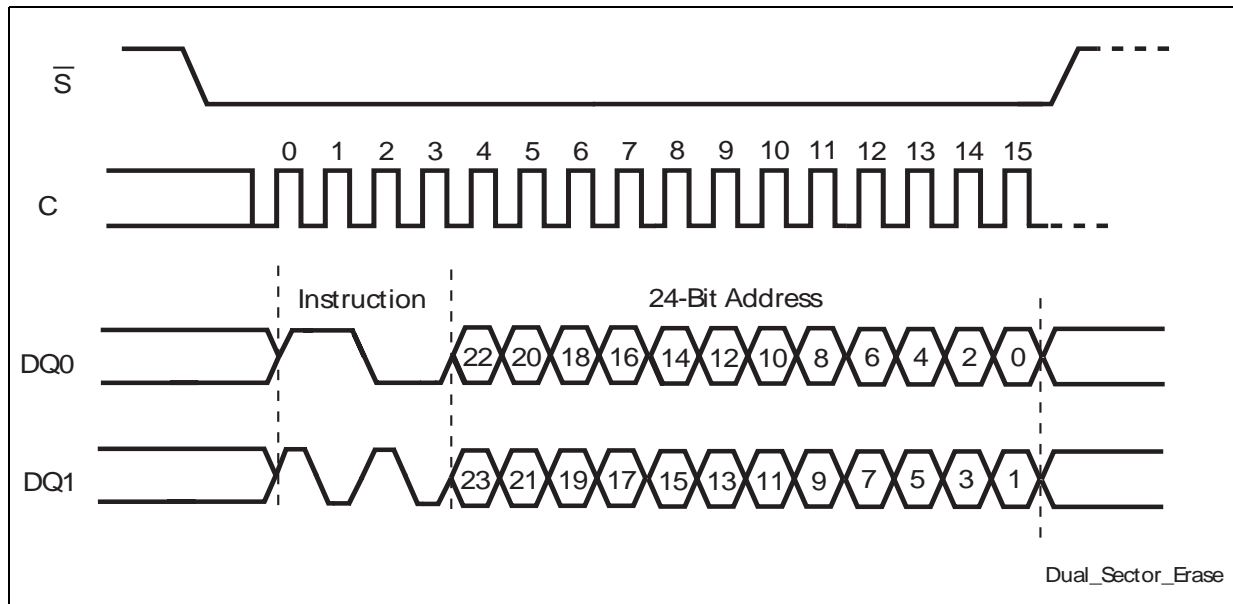 S
0 1 2 3 4 5 6 7 8 9 10 11 12 13 14 15
C
Instruction 24-Bit Address
DQ0 22 20 18 16 14 12 10 8 6 4 2 0
DQ1 23 21 19 17 15 13 11 9 7 5 3 1
Dual_Sector_Erase